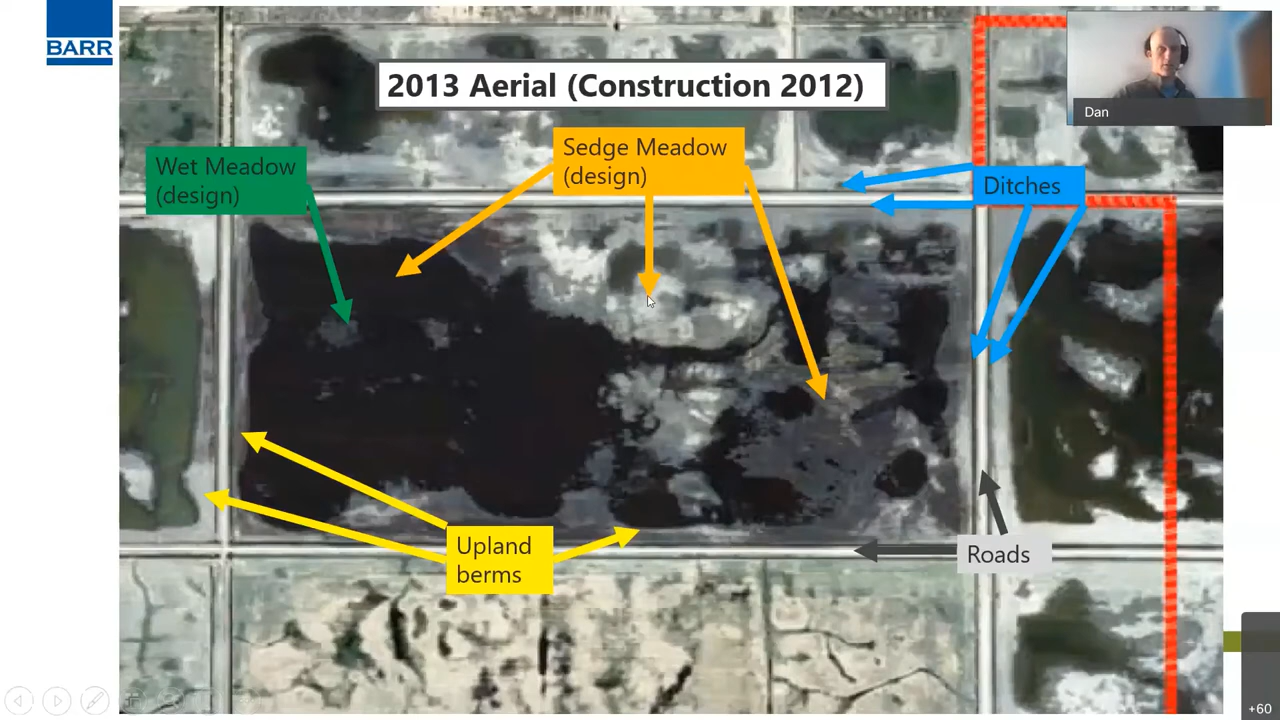 BARR
2013 Aerial (Construction 2012)
Dan
Wet Meadow
(design)
Sedge Meadow
(design)
Ditches
Upland
berms
Roads
+60